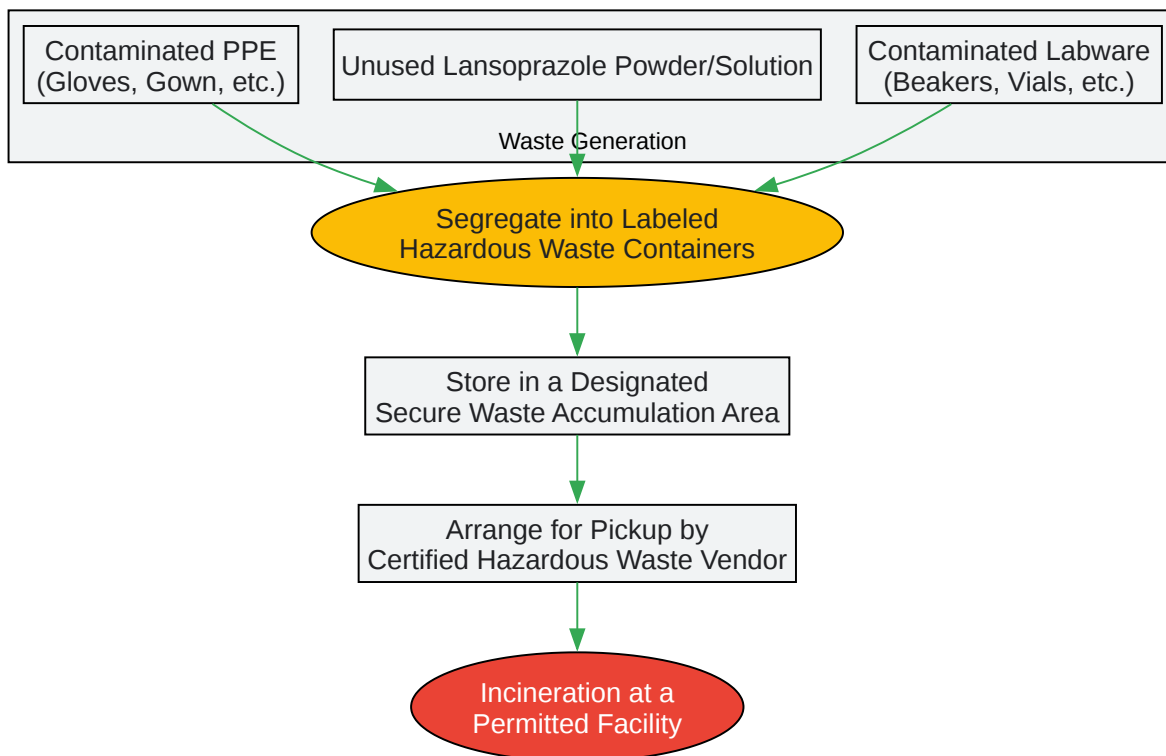 Contaminated PPE
(Gloves, Gown, etc.)
Unused Lansoprazole Powder/Solution
Contaminated Labware
(Beakers, Vials, etc.)
Waste Generation
Segregate into Labeled
Hazardous Waste Containers
Store in a Designated
Secure Waste Accumulation Area
Arrange for Pickup by
Certified Hazardous Waste Vendor
Incineration at a
Permitted Facility